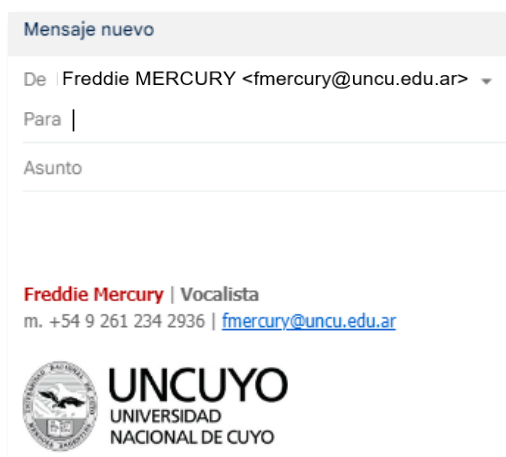 Mensaje nuevo
De Freddie MERCURY <fmercury@uncu.edu.ar>
Para
Asunto
Freddie Mercury | Vocalista
m. +54 9 261 234 2936 | fmercury@uncu.edu.ar
UNCUYO
UNIVERSIDAD
NACIONAL DE CUYO